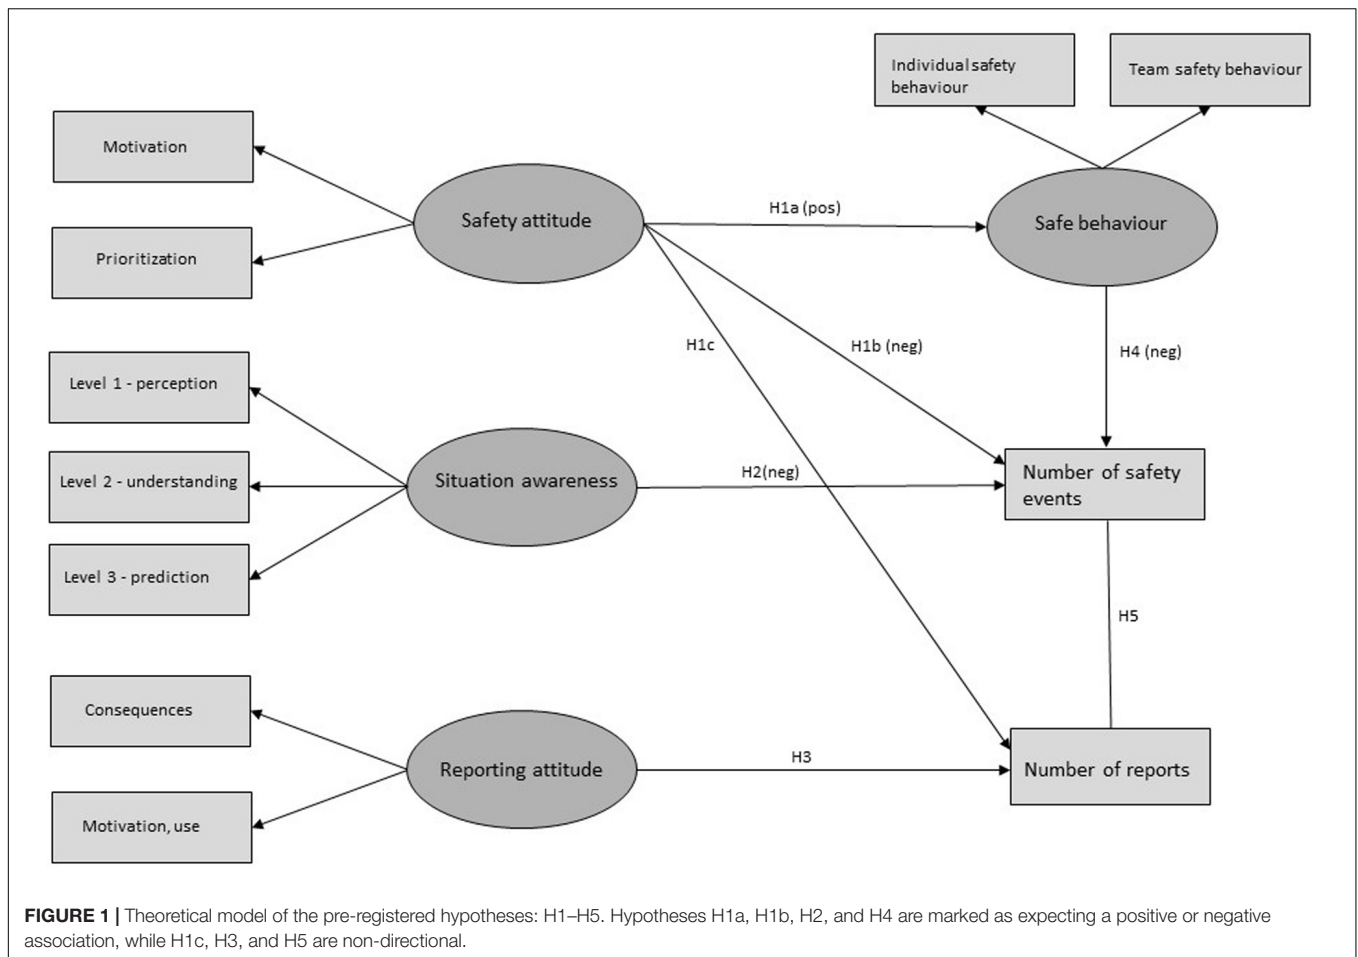 Individual safety
behaviour
Team safety behaviour
Motivation
Safety attitude
H1a (pos)
Safe behaviour
Prioritization
H1c
H1b (neg)
H4 (neg)
Level 1 - perception
Level 2 - understanding
Situation awareness
H2(neg)
Number of safety
events
Level 3 - prediction
H5
Consequences
Reporting attitude
H3
Number of reports
Motivation, use
FIGURE 1 | Theoretical model of the pre-registered hypotheses: H1–H5. Hypotheses H1a, H1b, H2, and H4 are marked as expecting a positive or negative
association, while H1c, H3, and H5 are non-directional.